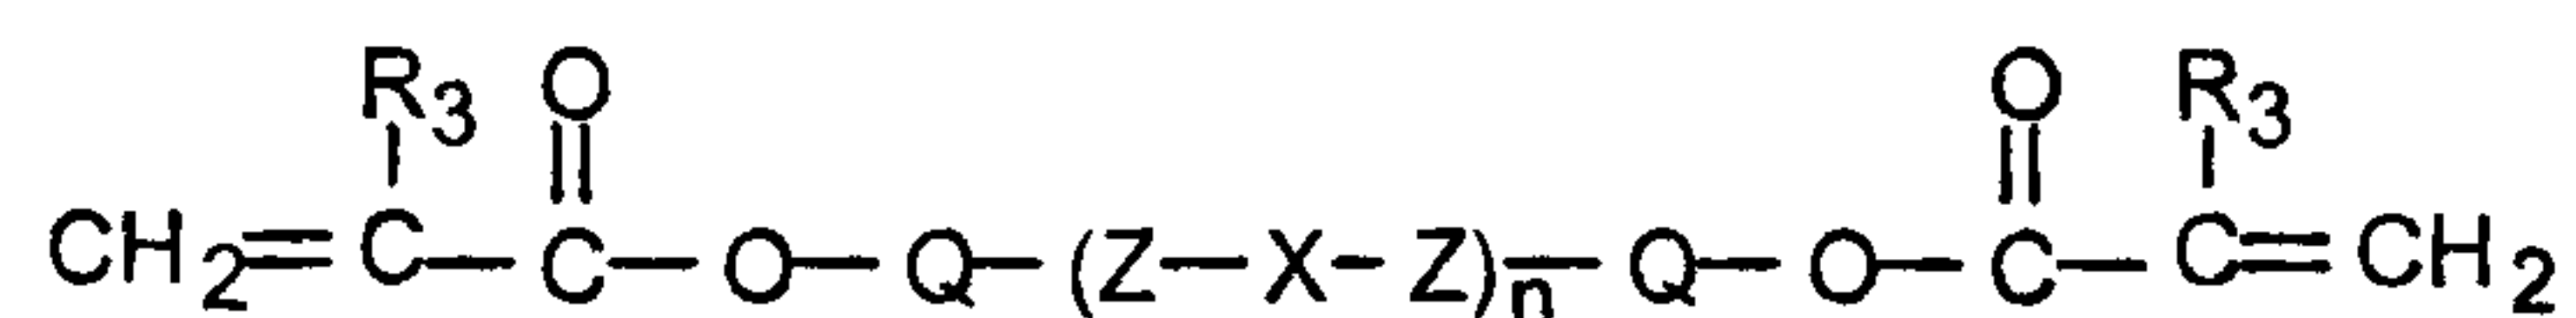 R3 O O R3
CH2=C—C—O—Q—(Z—X—Z)n—Q—O—C—C=CH2